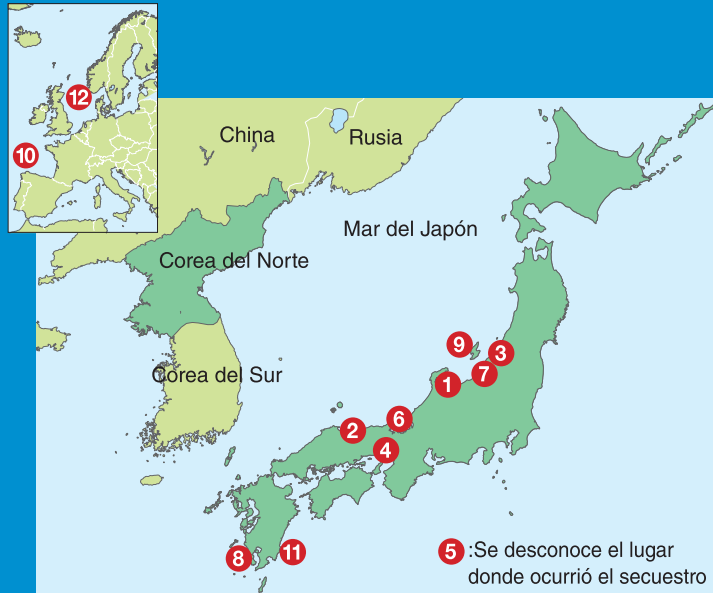 12
10
China
Rusia
Mar del Japón
Corea del Norte
9
3
7
1
Corea del Sur
6
2
4
8
11
5 :Se desconoce el lugar
donde ocurrió el secuestro